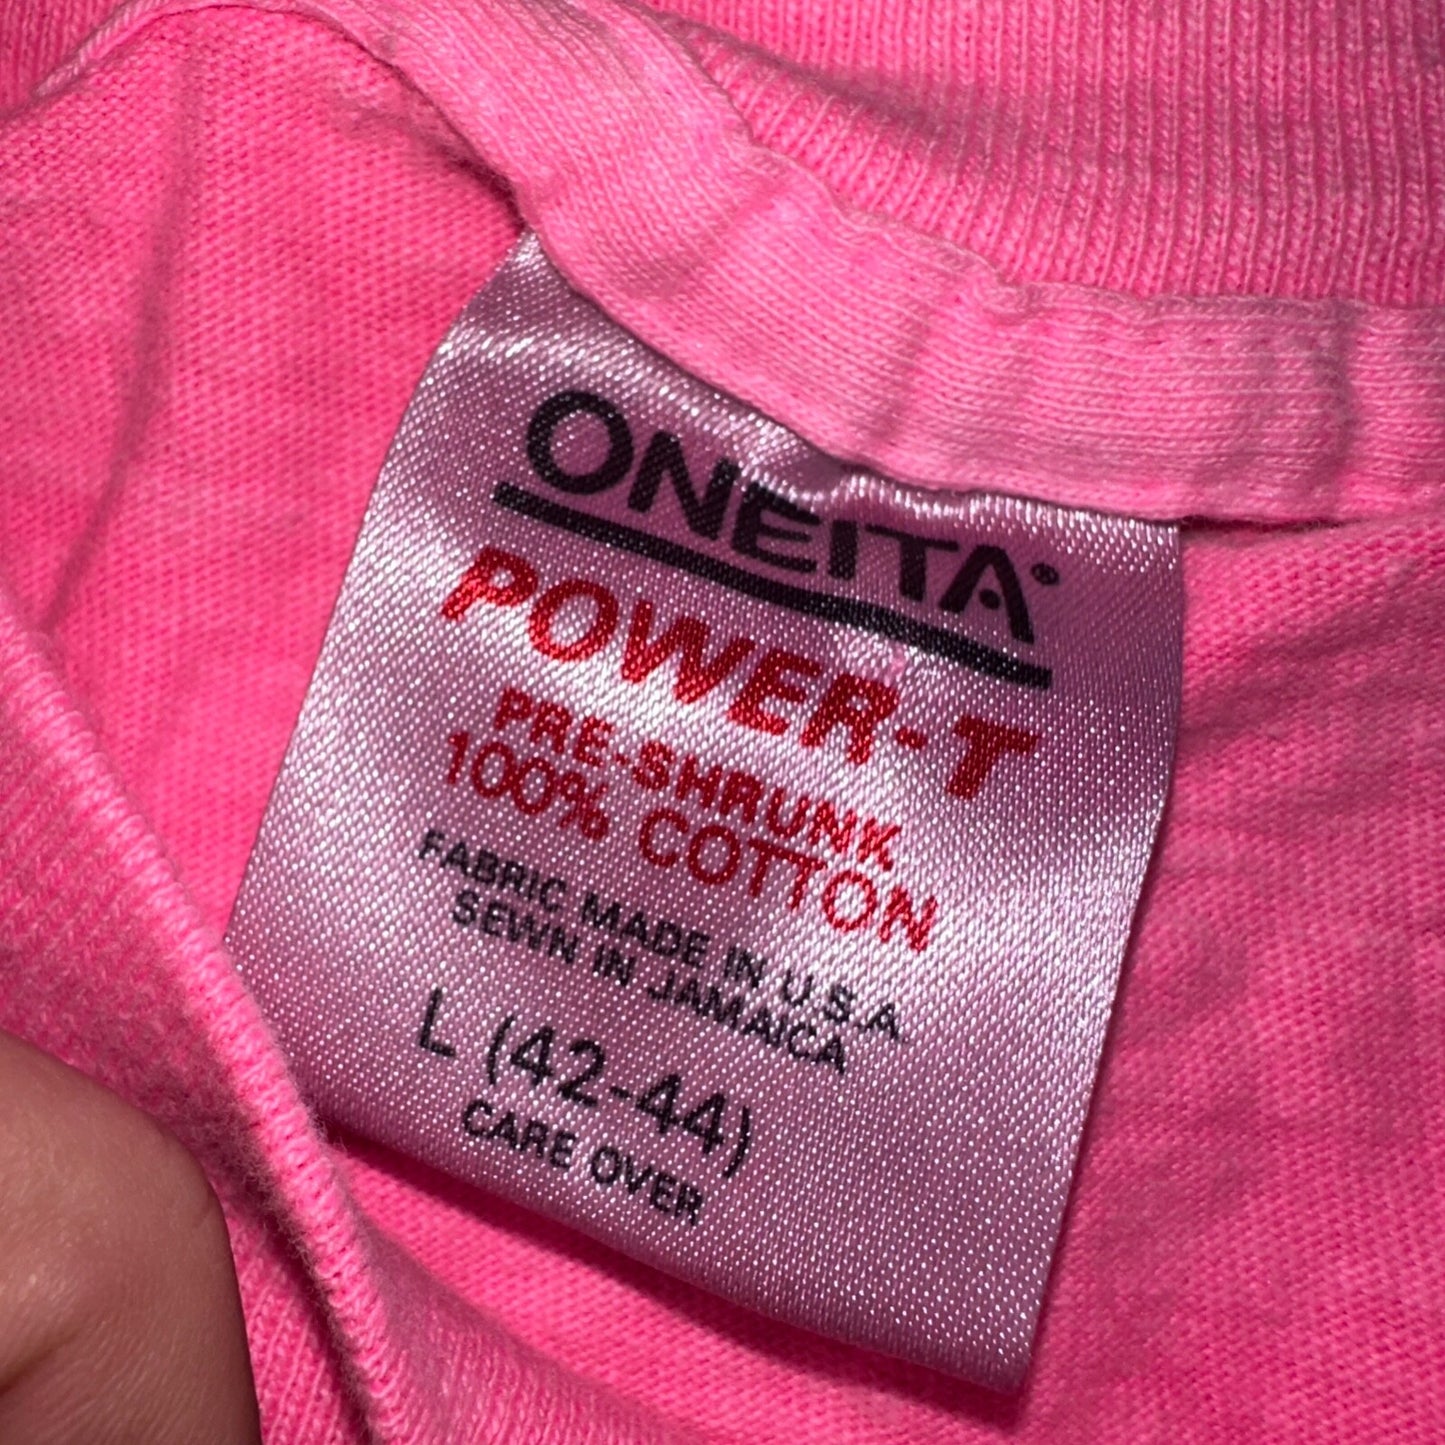 ONEITA®
POWER-T
PRE-SHRUNK
100% COTTON
FABRIC MADE IN U.S.A
SEWN IN JAMAICA
L (42-44)
CARE OVER